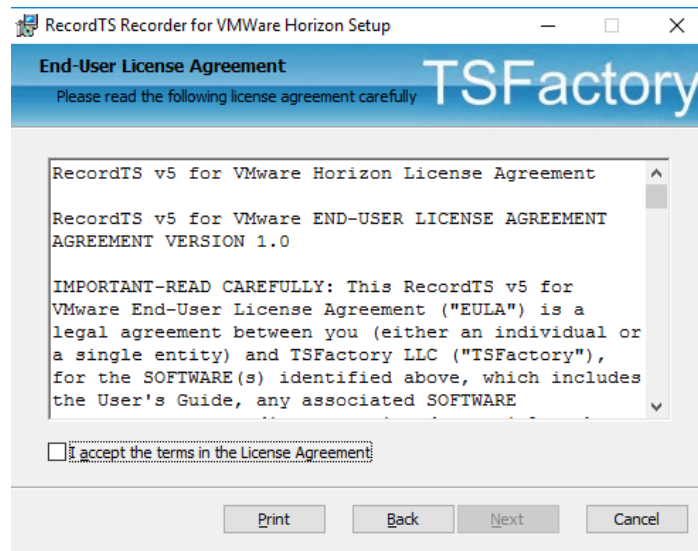 RecordTS Recorder for VMWare Horizon Setup
End-User License Agreement
Please read the following license agreement carefully
TSFactory
RecordTS v5 for VMware Horizon License Agreement
RecordTS v5 for VMware END-USER LICENSE AGREEMENT
AGREEMENT VERSION 1.0
IMPORTANT-READ CAREFULLY: This RecordTS v5 for
VMware End-User License Agreement ("EULA") is a
legal agreement between you (either an individual or
a single entity) and TSFactory LLC ("TSFactory"),
for the SOFTWARE(s) identified above, which includes
the User's Guide, any associated SOFTWARE
I accept the terms in the License Agreement
Print
Back
Next
Cancel